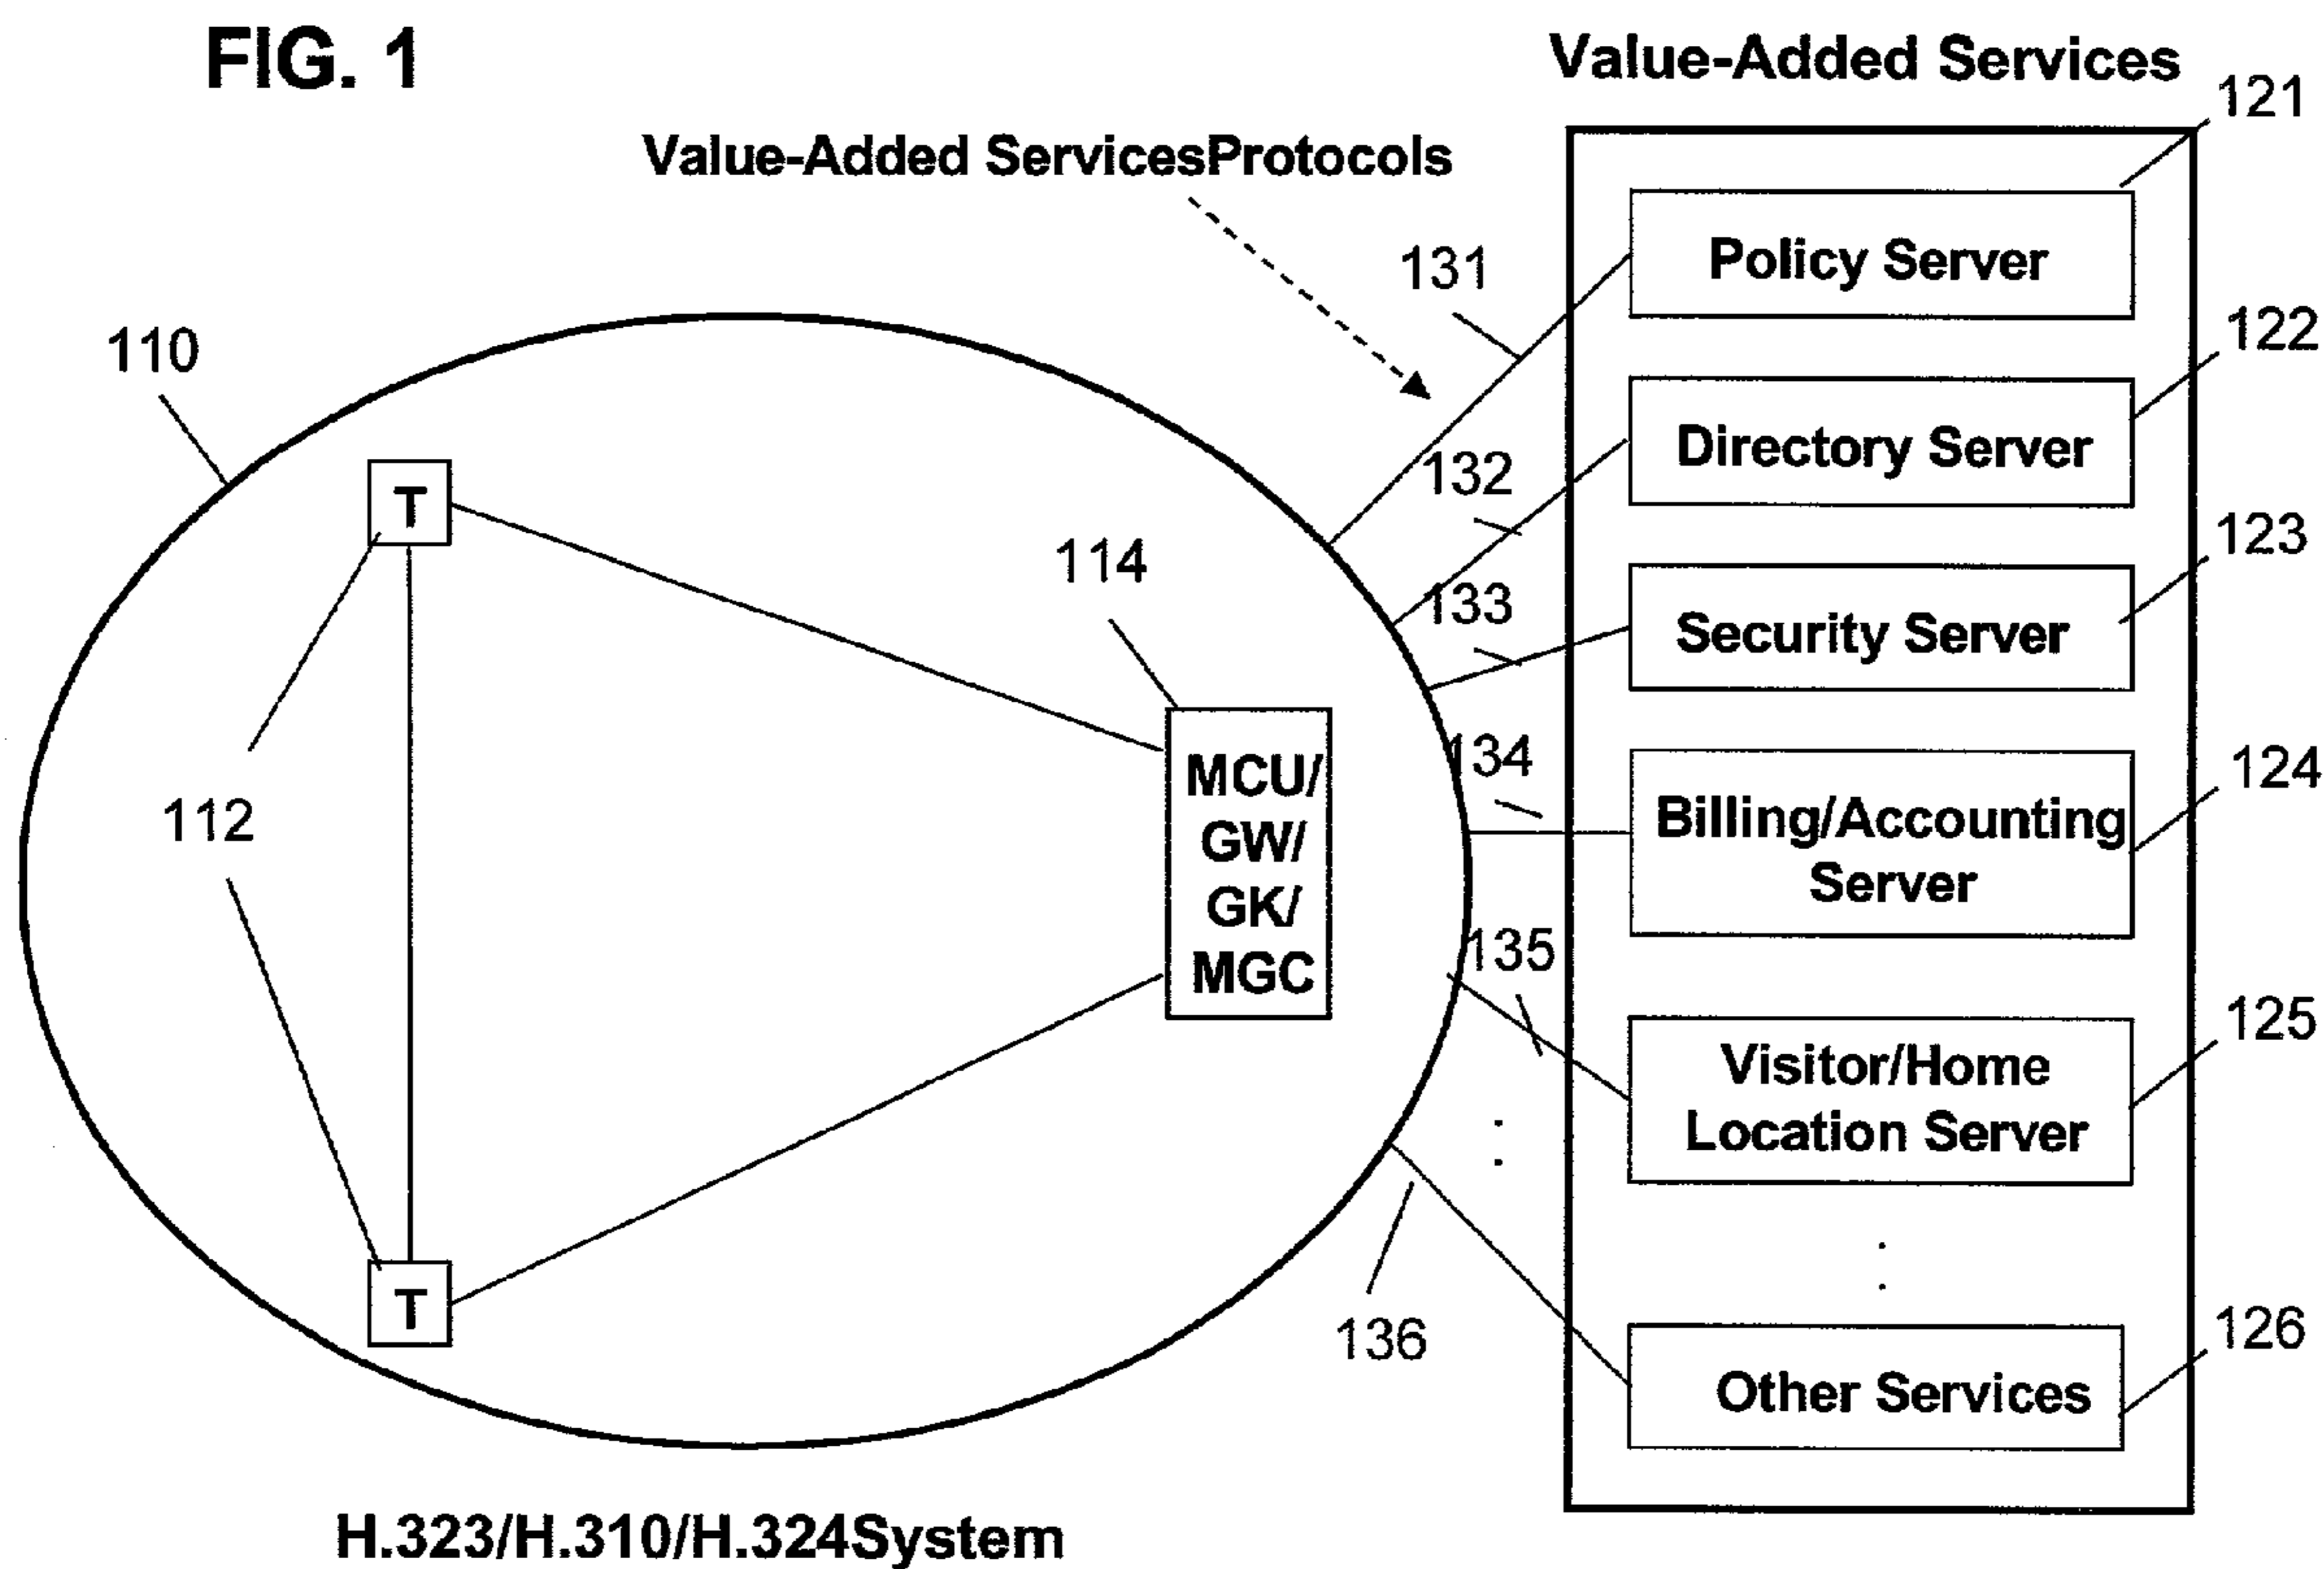 FIG. 1
Value-Added Services
121
Value-Added ServicesProtocols
131
Policy Server
122
110
132
Directory Server
T
123
114
133
Security Server
134
124
MCU/
GW/
GK/
MGC
112
Billing/Accounting
Server
135
125
Visitor/Home
Location Server
T
136
126
Other Services
H.323/H.310/H.324System